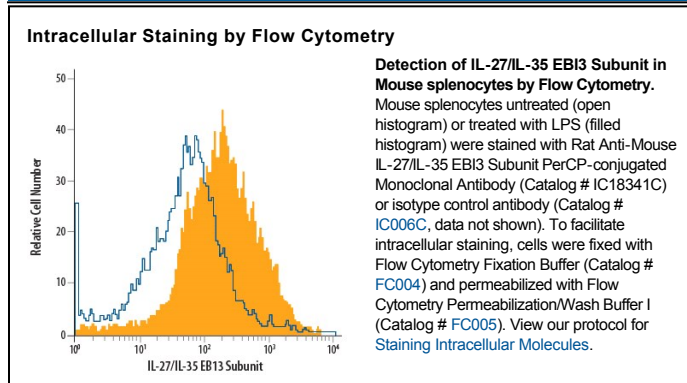 Intracellular Staining by Flow Cytometry
50
40
30
20
10
0
Relative Cell Number
10⁰
10¹
10²
10³
10⁴
IL-27/IL-35 EB13 Subunit
Detection of IL-27/IL-35 EBI3 Subunit in
Mouse splenocytes by Flow Cytometry.
Mouse splenocytes untreated (open
histogram) or treated with LPS (filled
histogram) were stained with Rat Anti-Mouse
IL-27/IL-35 EBI3 Subunit PerCP-conjugated
Monoclonal Antibody (Catalog # IC18341C)
or isotype control antibody (Catalog #
IC006C, data not shown). To facilitate
intracellular staining, cells were fixed with
Flow Cytometry Fixation Buffer (Catalog #
FC004) and permeabilized with Flow
Cytometry Permeabilization/Wash Buffer I
(Catalog # FC005). View our protocol for
Staining Intracellular Molecules.